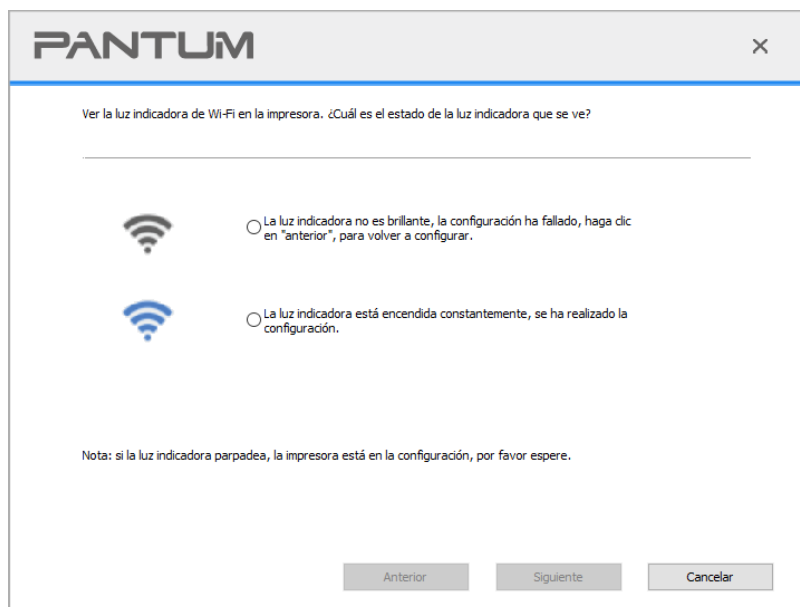 PANTUM
Ver la luz indicadora de Wi-Fi en la impresora. ¿Cuál es el estado de la luz indicadora que se ve?
La luz indicadora no es brillante, la configuración ha fallado, haga clic
en "anterior", para volver a configurar.
La luz indicadora está encendida constantemente, se ha realizado la
configuración.
Nota: si la luz indicadora parpadea, la impresora está en la configuración, por favor espere.
Anterior
Siguiente
Cancelar